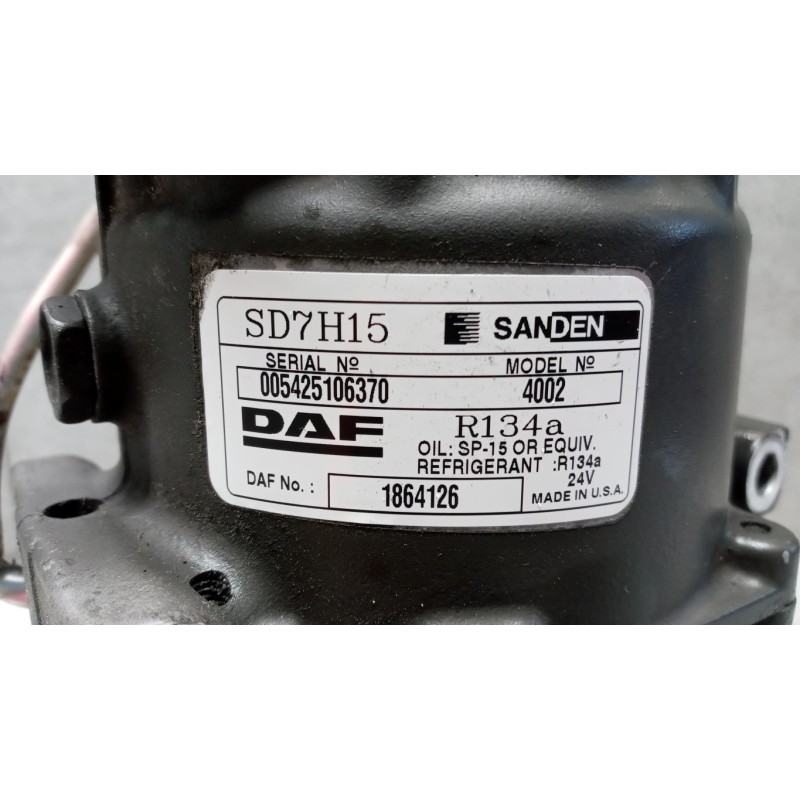 SD7H15 SANDEN
SERIAL Nº MODEL Nº
005425106370 4002
DAF R134a
OIL: SP-15 OR EQUIV.
REFRIGERANT :R134a
24V
DAF No. : 1864126 MADE IN U.S.A.